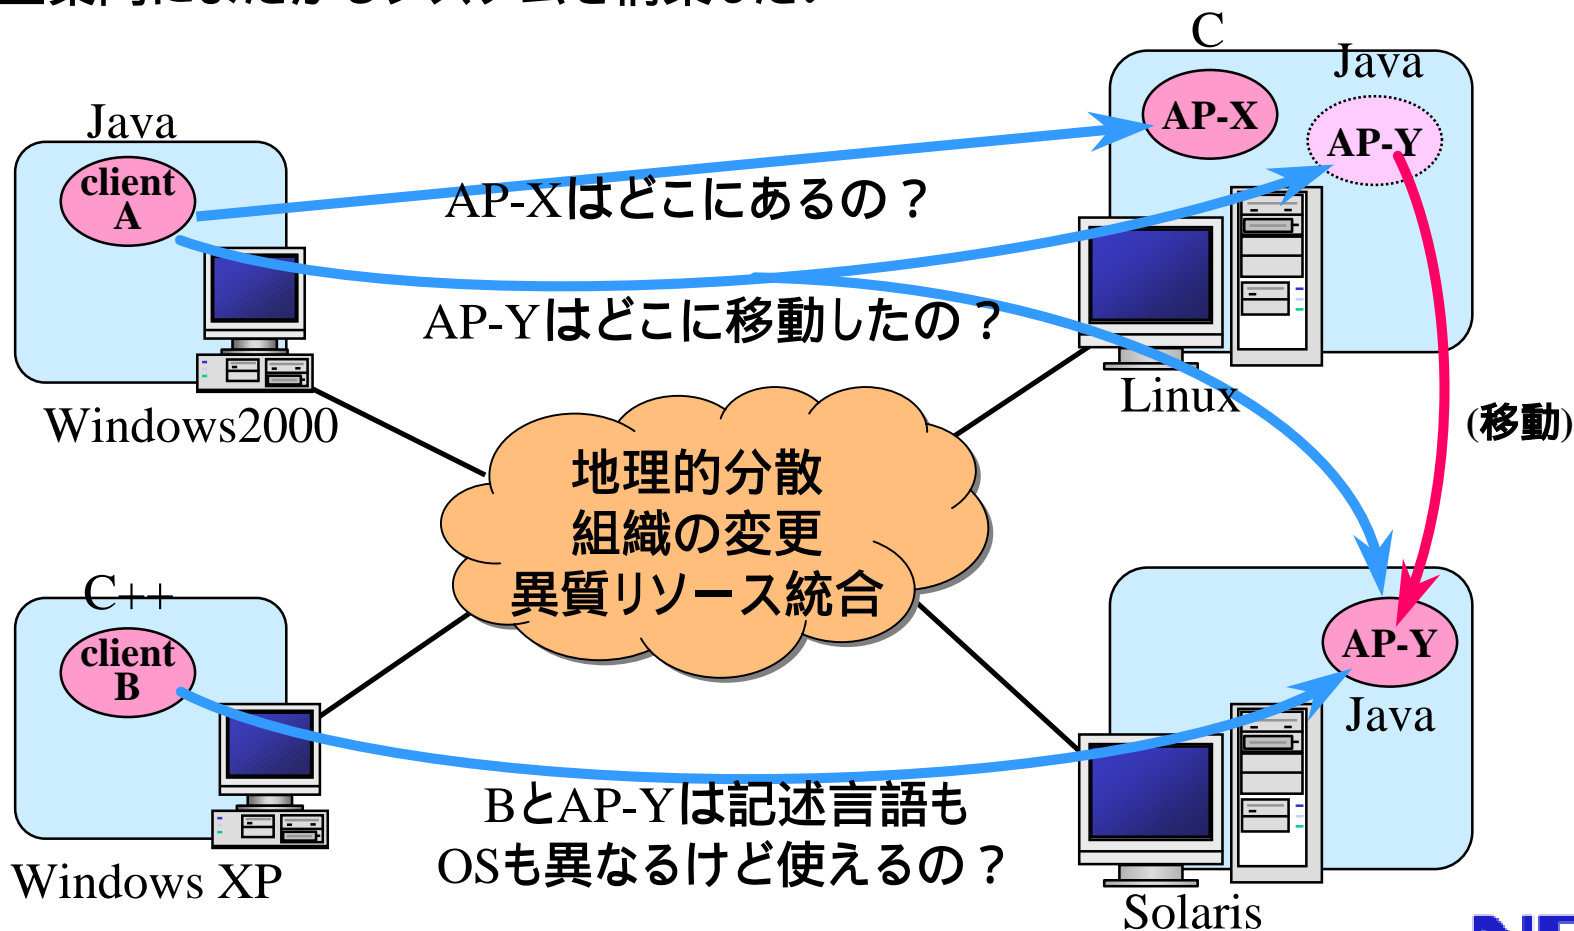 C
Java
AP-X
AP-Y
Java
client
A
AP-Xはどこにあるの？
AP-Yはどこに移動したの？
Windows2000
Linux
(移動)
地理的分散
組織の変更
異質リソース統合
C++
client
B
AP-Y
Java
BとAP-Yは記述言語も
OSも異なるけど使えるの？
Windows XP
Solaris